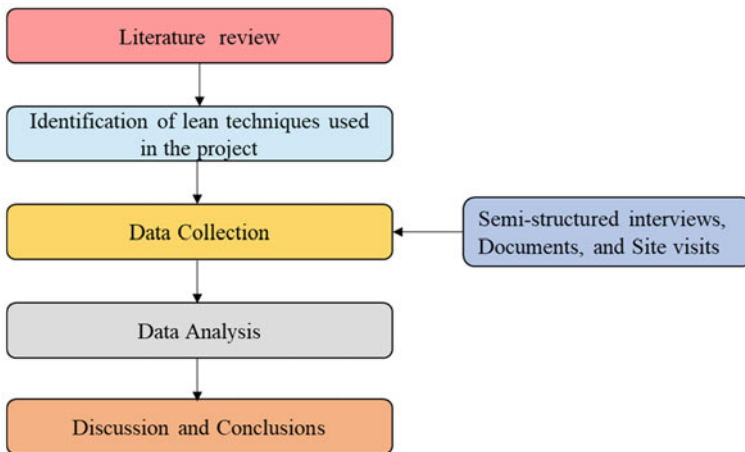 Literature review
Identification of lean techniques used
in the project
Data Collection
Semi-structured interviews,
Documents, and Site visits
Data Analysis
Discussion and Conclusions